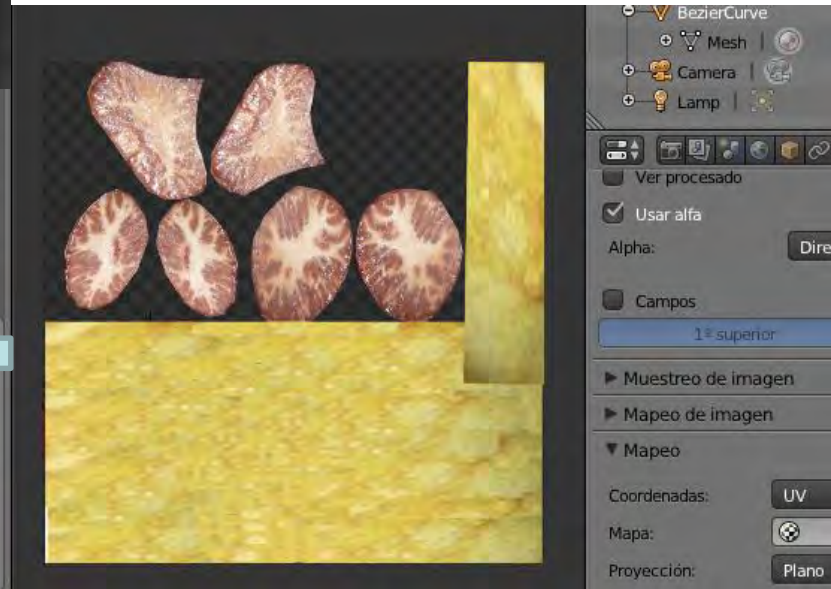 BezierCurve
Mesh
Camera
Lamp
Ver procesado
Usar alfa
Alpha: Dire
Campos
1º superior
Muestreo de imagen
Mapeo de imagen
Mapeo
Coordenadas: UV
Mapa:
Proyección: Plano